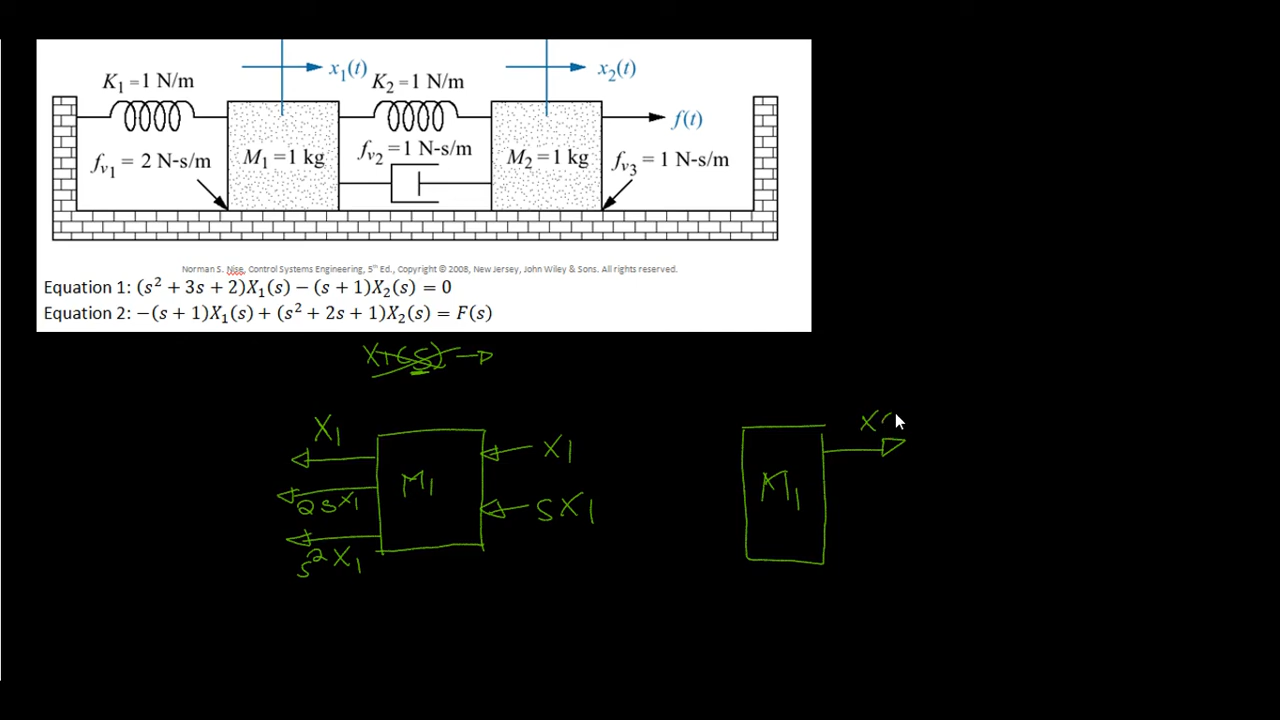 x₁(t) x₂(t)
K₁ =1 N/m K₂ =1 N/m
f(t)
fᵥ₁ = 2 N-s/m M₁ =1 kg fᵥ₂ = 1 N-s/m M₂ =1 kg fᵥ₃ = 1 N-s/m
Norman S. Nise, Control Systems Engineering, 5th Ed., Copyright © 2008, New Jersey, John Wiley & Sons. All rights reserved.
Equation 1: (s² + 3s + 2)X₁(s) − (s + 1)X₂(s) = 0
Equation 2: −(s + 1)X₁(s) + (s² + 2s + 1)X₂(s) = F(s)
X₁ M₁ X₁
2sX₁ sX₁
s²X₁
M₁